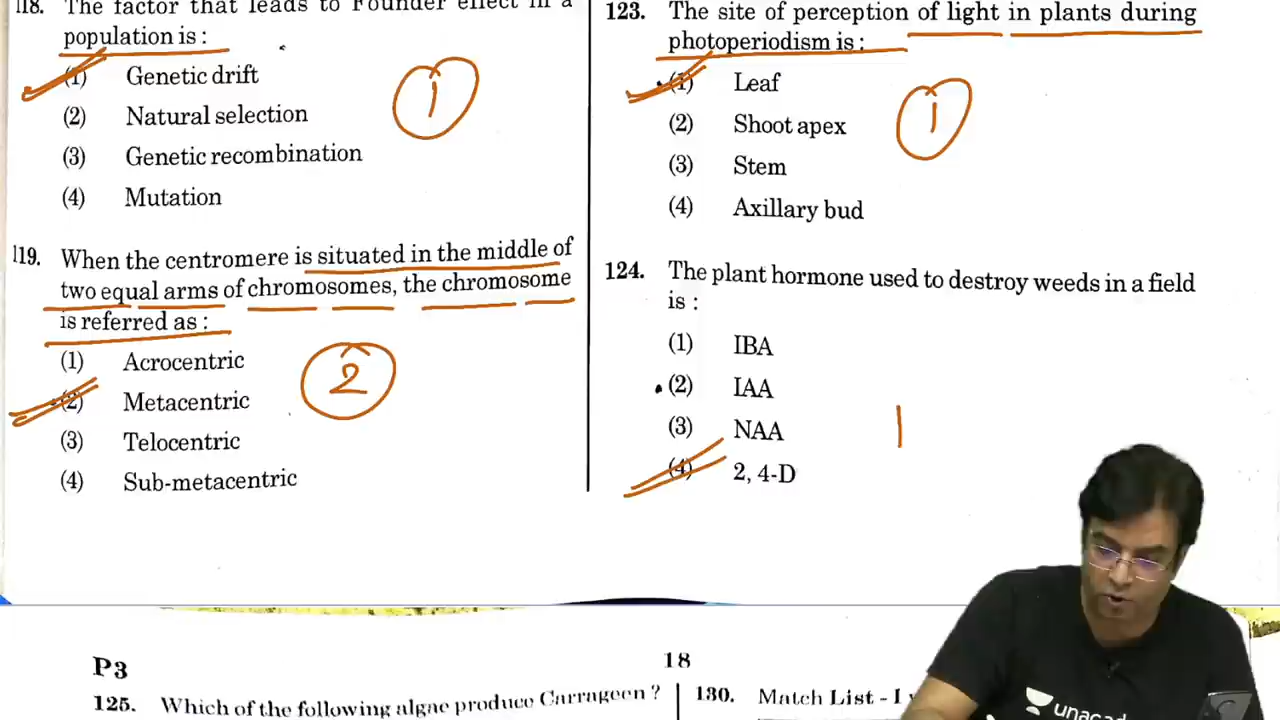 118. The factor that leads to Founder effect in a
population is :
(1) Genetic drift
(2) Natural selection
(3) Genetic recombination
(4) Mutation
1
119. When the centromere is situated in the middle of
two equal arms of chromosomes, the chromosome
is referred as :
(1) Acrocentric
(2) Metacentric
(3) Telocentric
(4) Sub-metacentric
2
123. The site of perception of light in plants during
photoperiodism is :
(1) Leaf
(2) Shoot apex
(3) Stem
(4) Axillary bud
1
124. The plant hormone used to destroy weeds in a field
is :
(1) IBA
(2) IAA
(3) NAA
(4) 2, 4-D
P3
18
125. Which of the following algae produce Carrageen ?
130. Match List - I
unacad